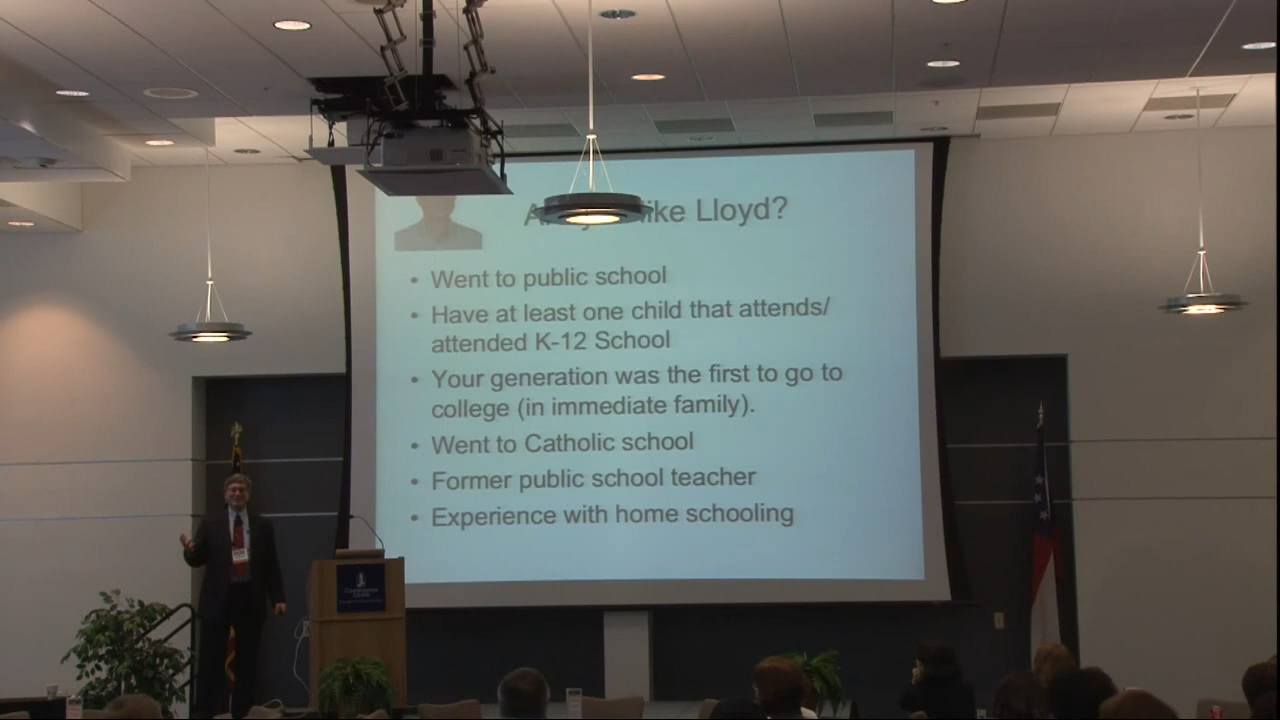 like Lloyd?
• Went to public school
• Have at least one child that attends/
attended K-12 School
• Your generation was the first to go to
college (in immediate family).
• Went to Catholic school
• Former public school teacher
• Experience with home schooling